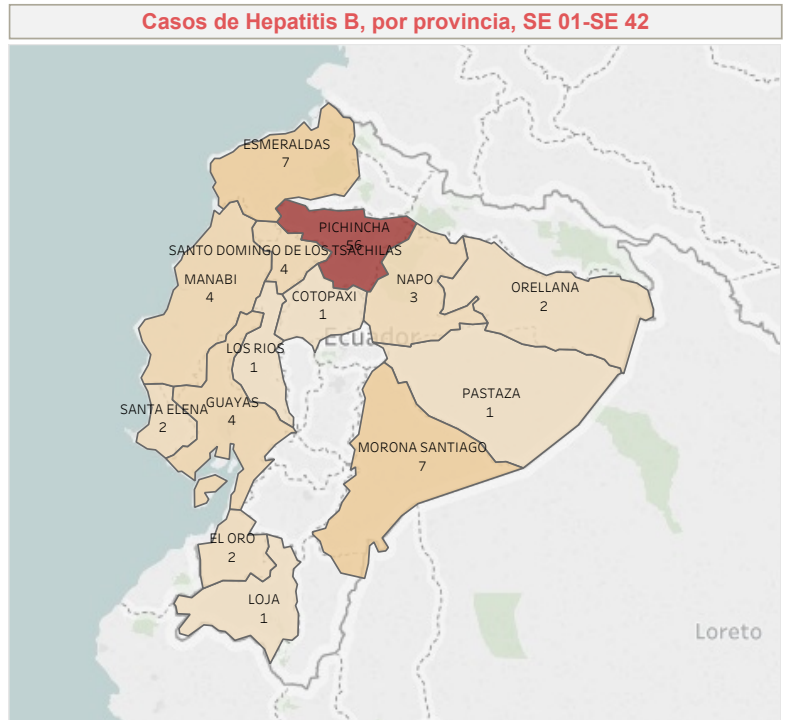 Casos de Hepatitis B, por provincia, SE 01-SE 42
ESMERALDAS
7
PICHINCHA
56
SANTO DOMINGO DE LOS TSACHILAS
4
MANABI
4
COTOPAXI
1
NAPO
3
ORELLANA
2
Ecuador
LOS RIOS
1
PASTAZA
1
SANTA ELENA
2
GUAYAS
4
MORONA SANTIAGO
7
EL ORO
2
LOJA
1
Loreto